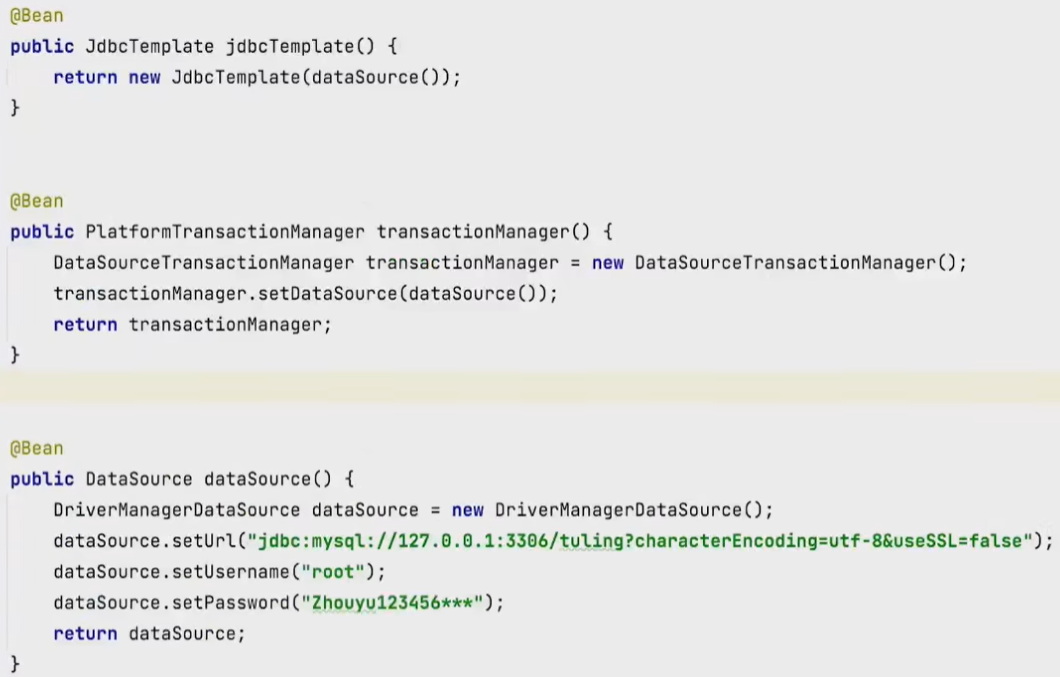 @Bean
public JdbcTemplate jdbcTemplate() {
    return new JdbcTemplate(dataSource());
}
@Bean
public PlatformTransactionManager transactionManager() {
    DataSourceTransactionManager transactionManager = new DataSourceTransactionManager();
    transactionManager.setDataSource(dataSource());
    return transactionManager;
}
@Bean
public DataSource dataSource() {
    DriverManagerDataSource dataSource = new DriverManagerDataSource();
    dataSource.setUrl("jdbc:mysql://127.0.0.1:3306/tuling?characterEncoding=utf-8&useSSL=false");
    dataSource.setUsername("root");
    dataSource.setPassword("Zhouyu123456***");
    return dataSource;
}